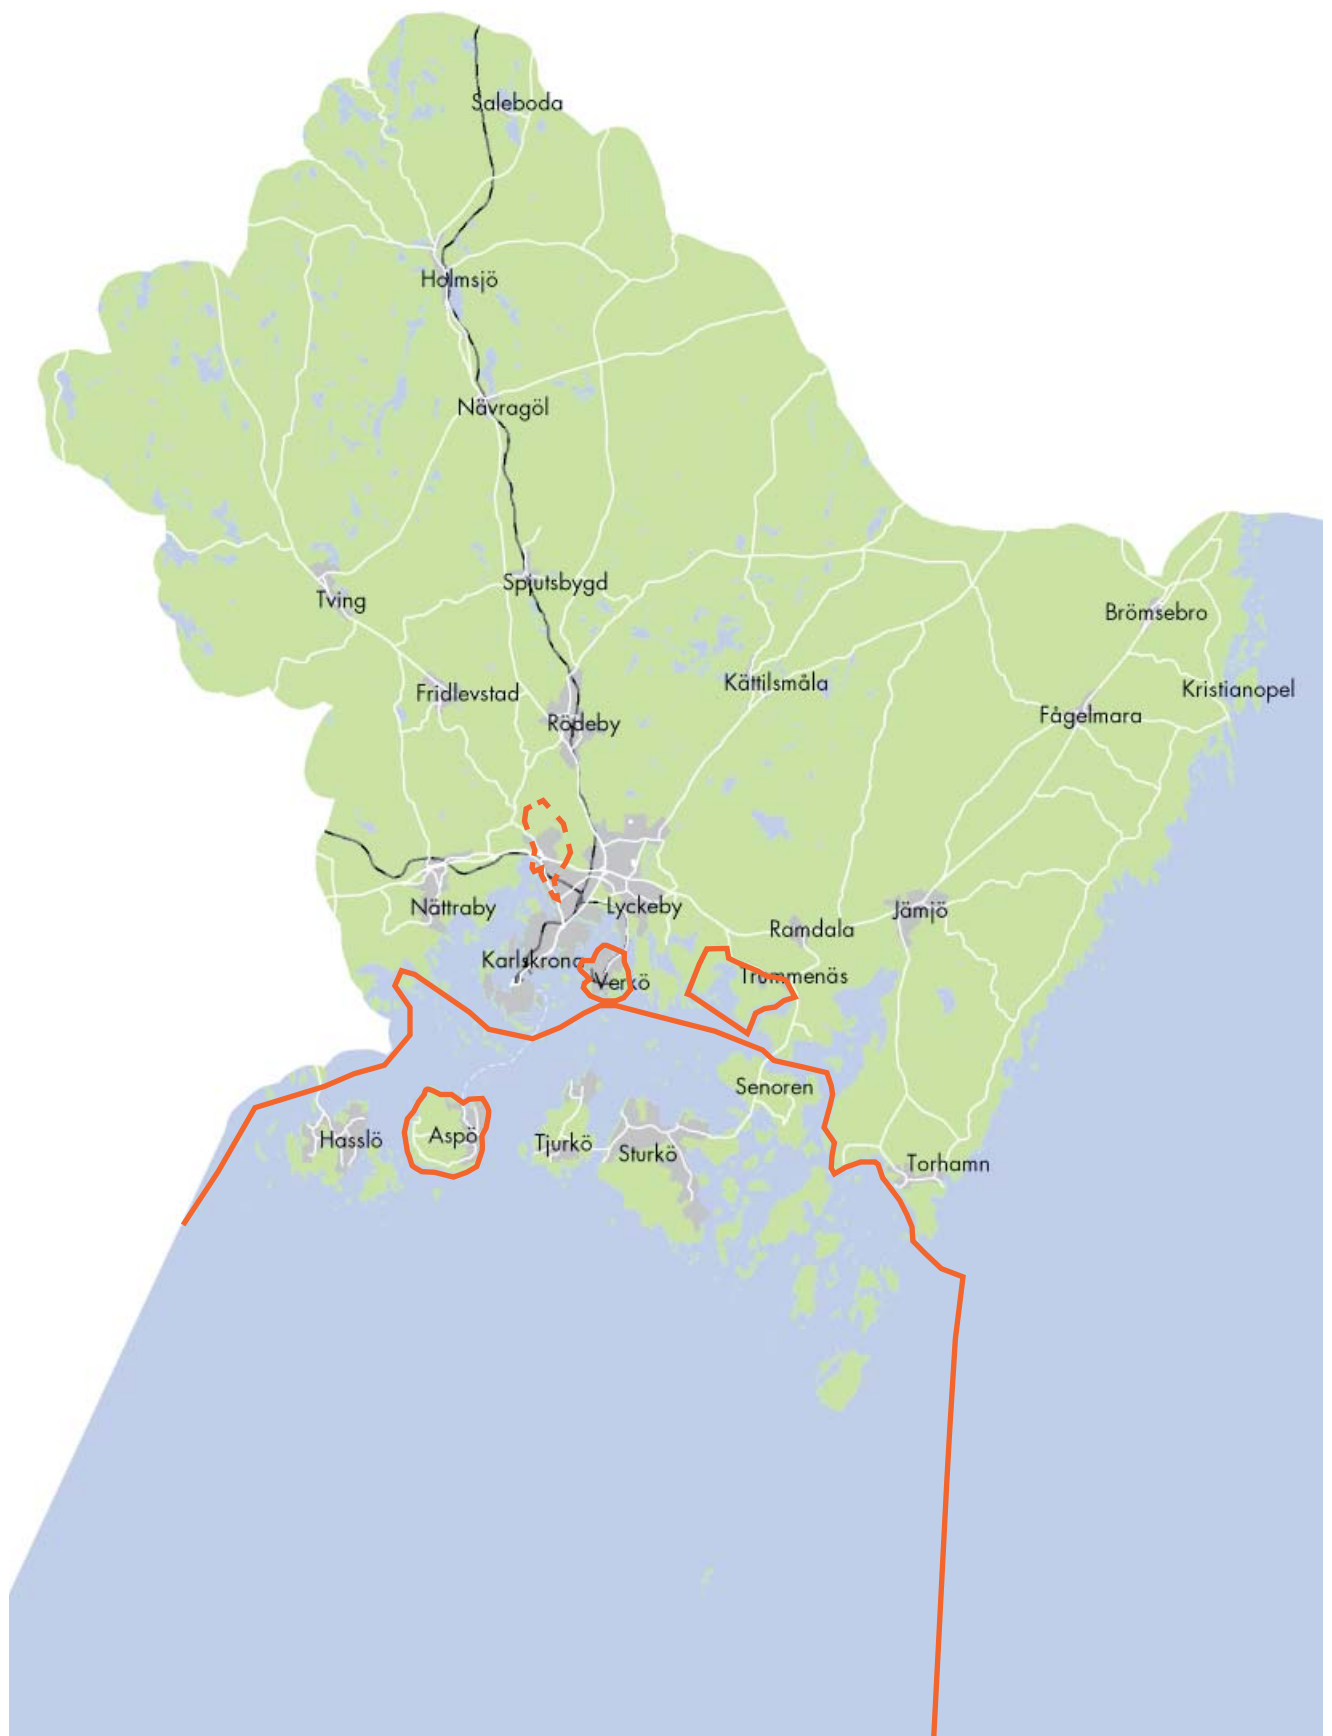 Saleboda
Holmsjö
Nävragöl
Spjutsbygd
Tving
Brömsebro
Kättilsmåla
Kristianopel
Fridlevstad
Fågelmara
Rödeby
Nättraby
Lyckeby
Jämjö
Ramdala
Karlskrona
Trummenäs
Verkö
Senoren
Aspö
Hasslö
Tjurkö
Sturkö
Torhamn